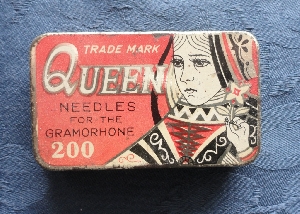 TRADE MARK
QUEEN
NEEDLES
FOR THE
GRAMORHONE
200